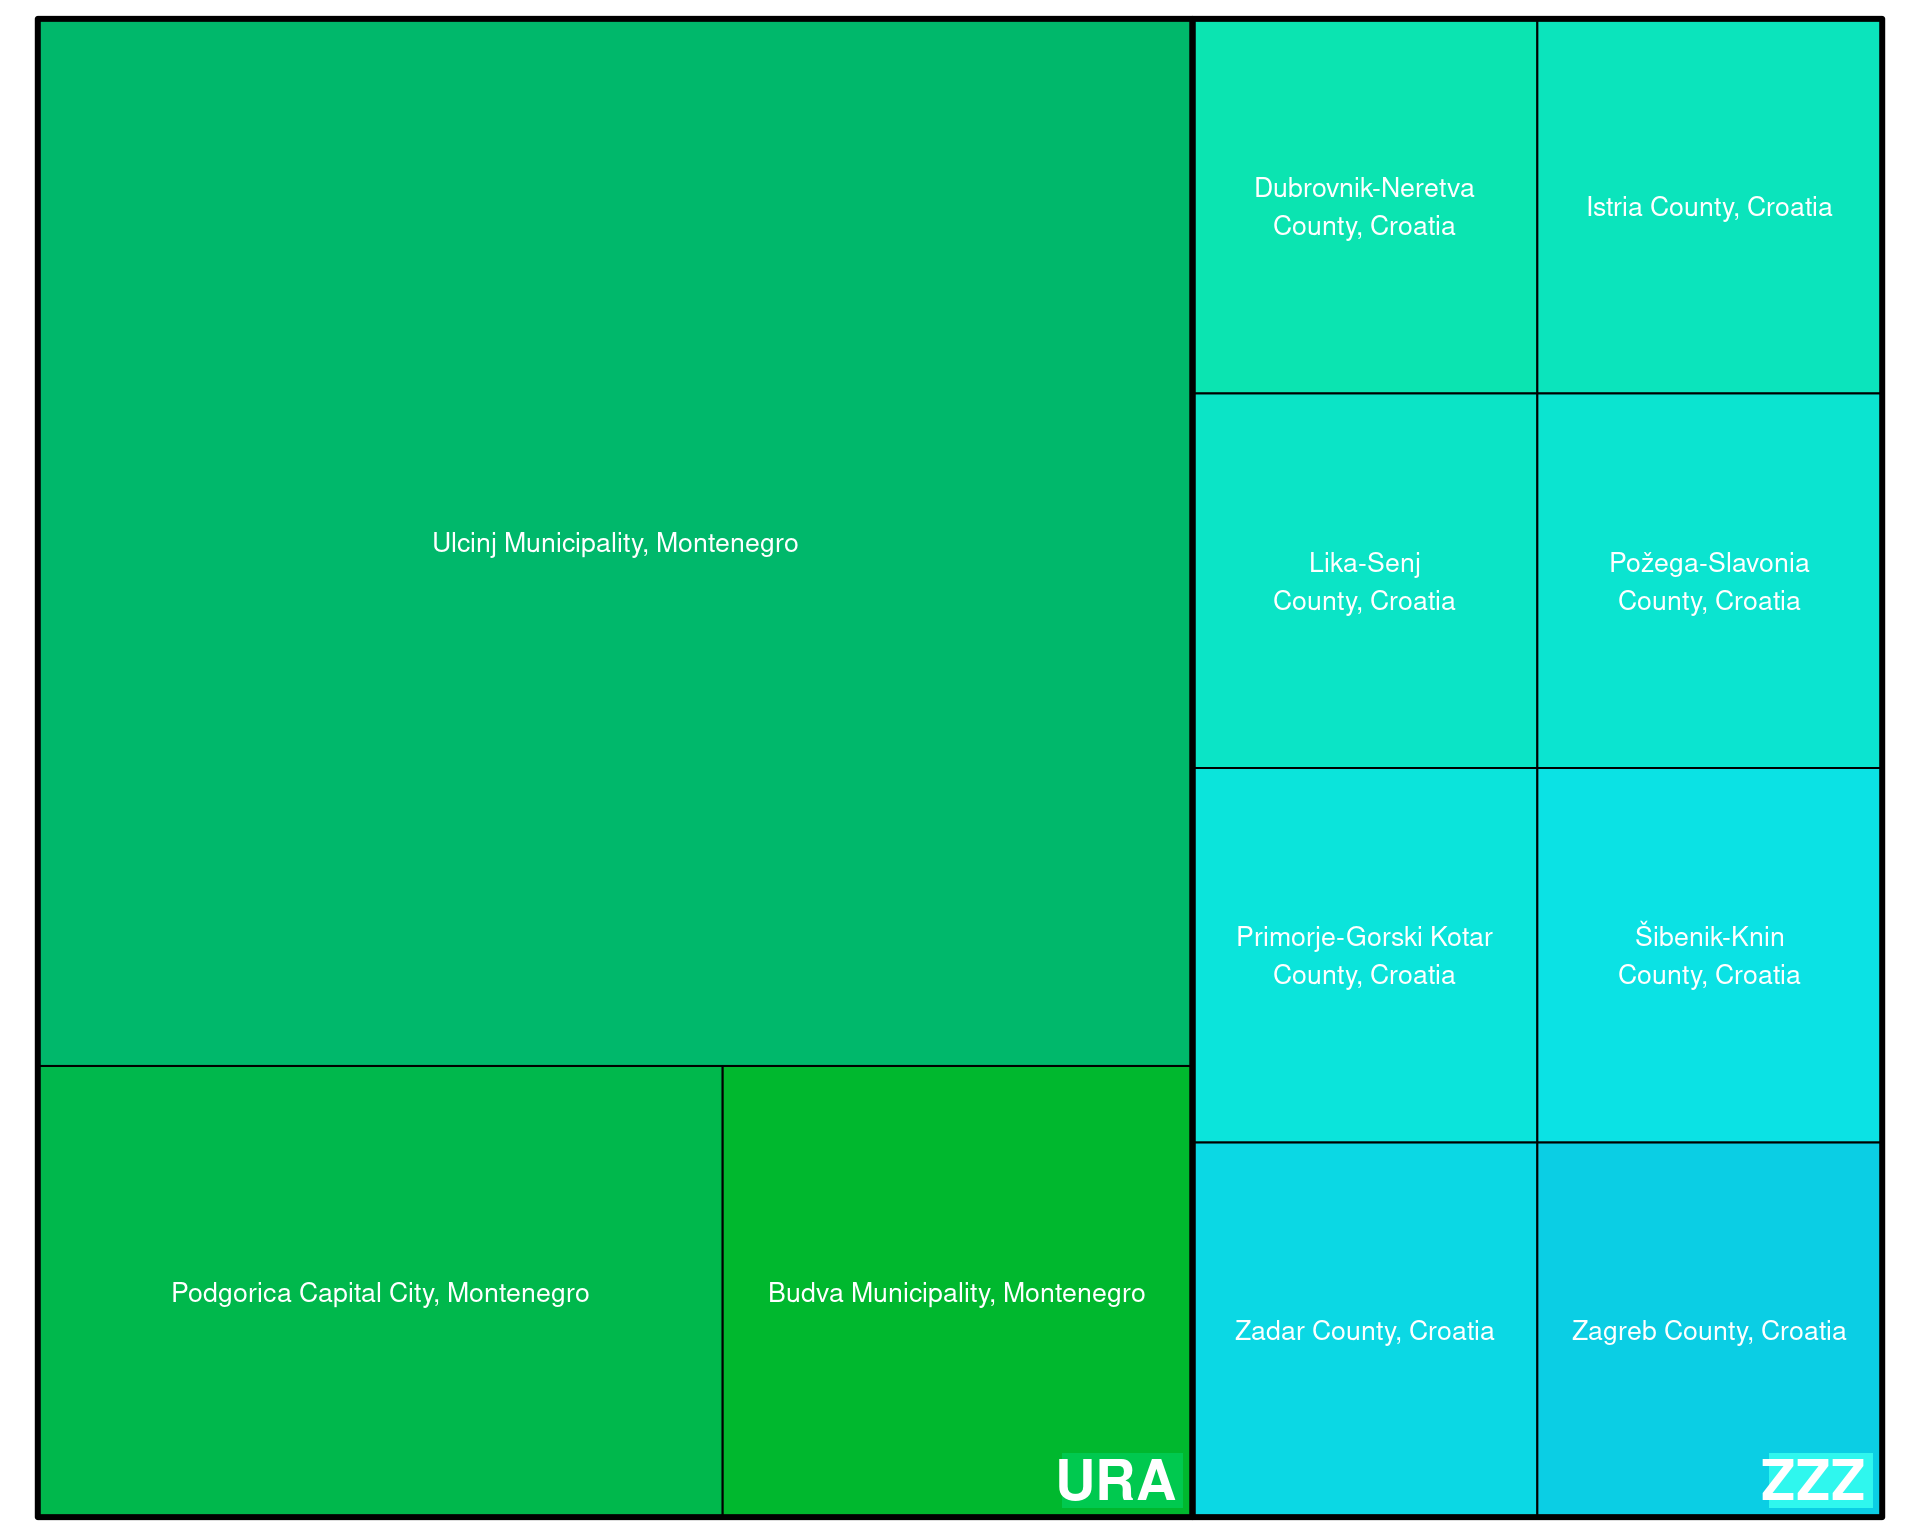 Ulcinj Municipality, Montenegro
Podgorica Capital City, Montenegro
Budva Municipality, Montenegro
URA
Dubrovnik-Neretva
County, Croatia
Istria County, Croatia
Lika-Senj
County, Croatia
Požega-Slavonia
County, Croatia
Primorje-Gorski Kotar
County, Croatia
Šibenik-Knin
County, Croatia
Zadar County, Croatia
Zagreb County, Croatia
ZZZ